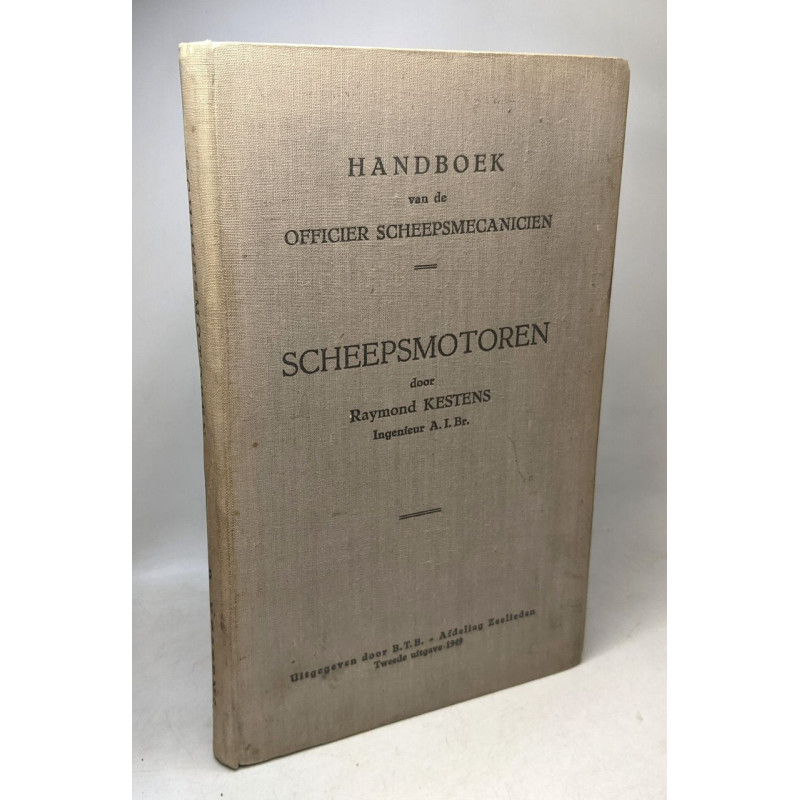 HANDBOEK
van de
OFFICIER SCHEEPSMECANICIEN
SCHEEPSMOTOREN
door
Raymond KESTENS
Ingenieur A. I. Br.
Uitgegeven door B.T.B. - Afdeling Zeelieden
Tweede uitgave 1949